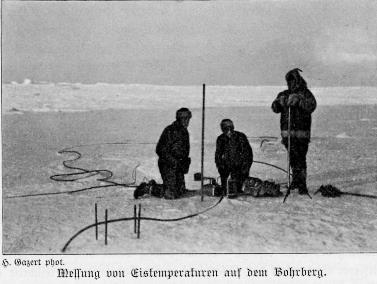 H. Gazert phot.
Messung von Eistemperaturen auf dem Bohrberg.